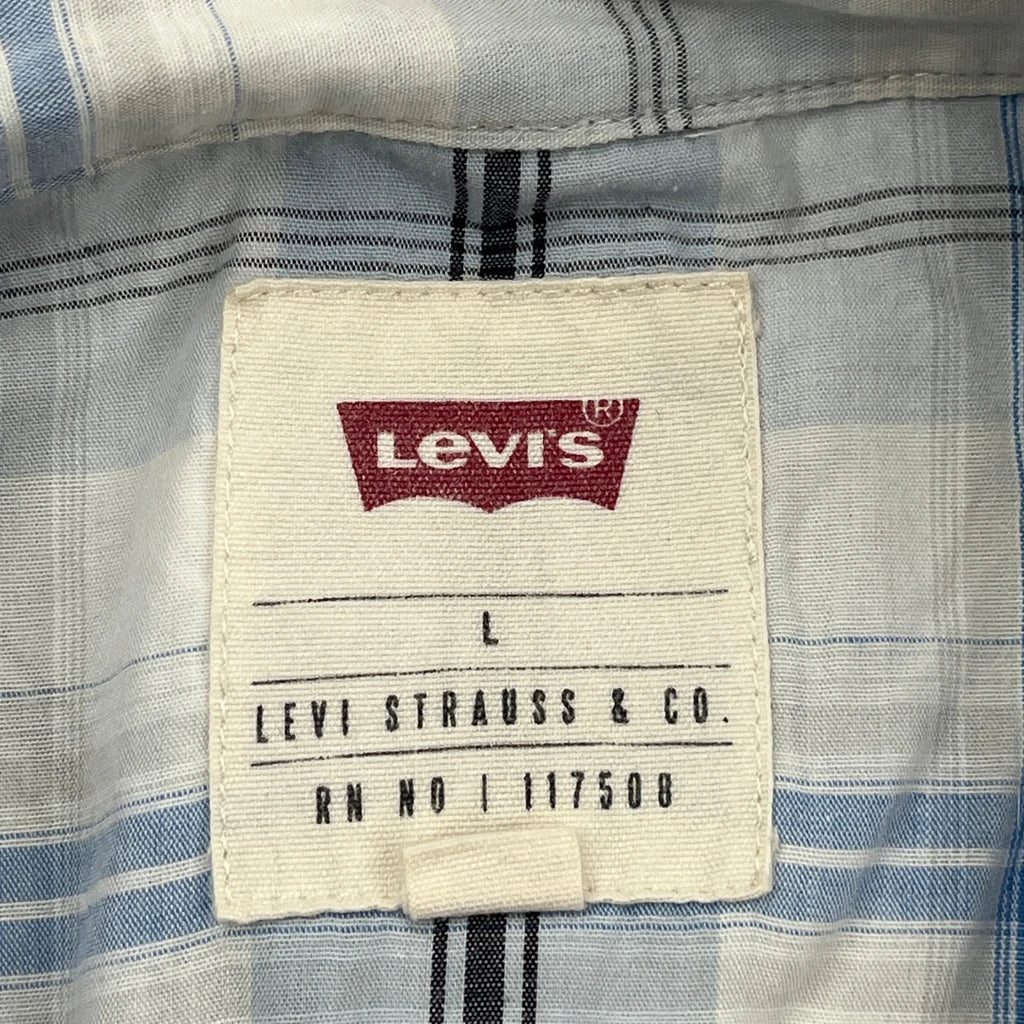 Levi's ®
L
LEVI STRAUSS & CO.
RN NO | 117508